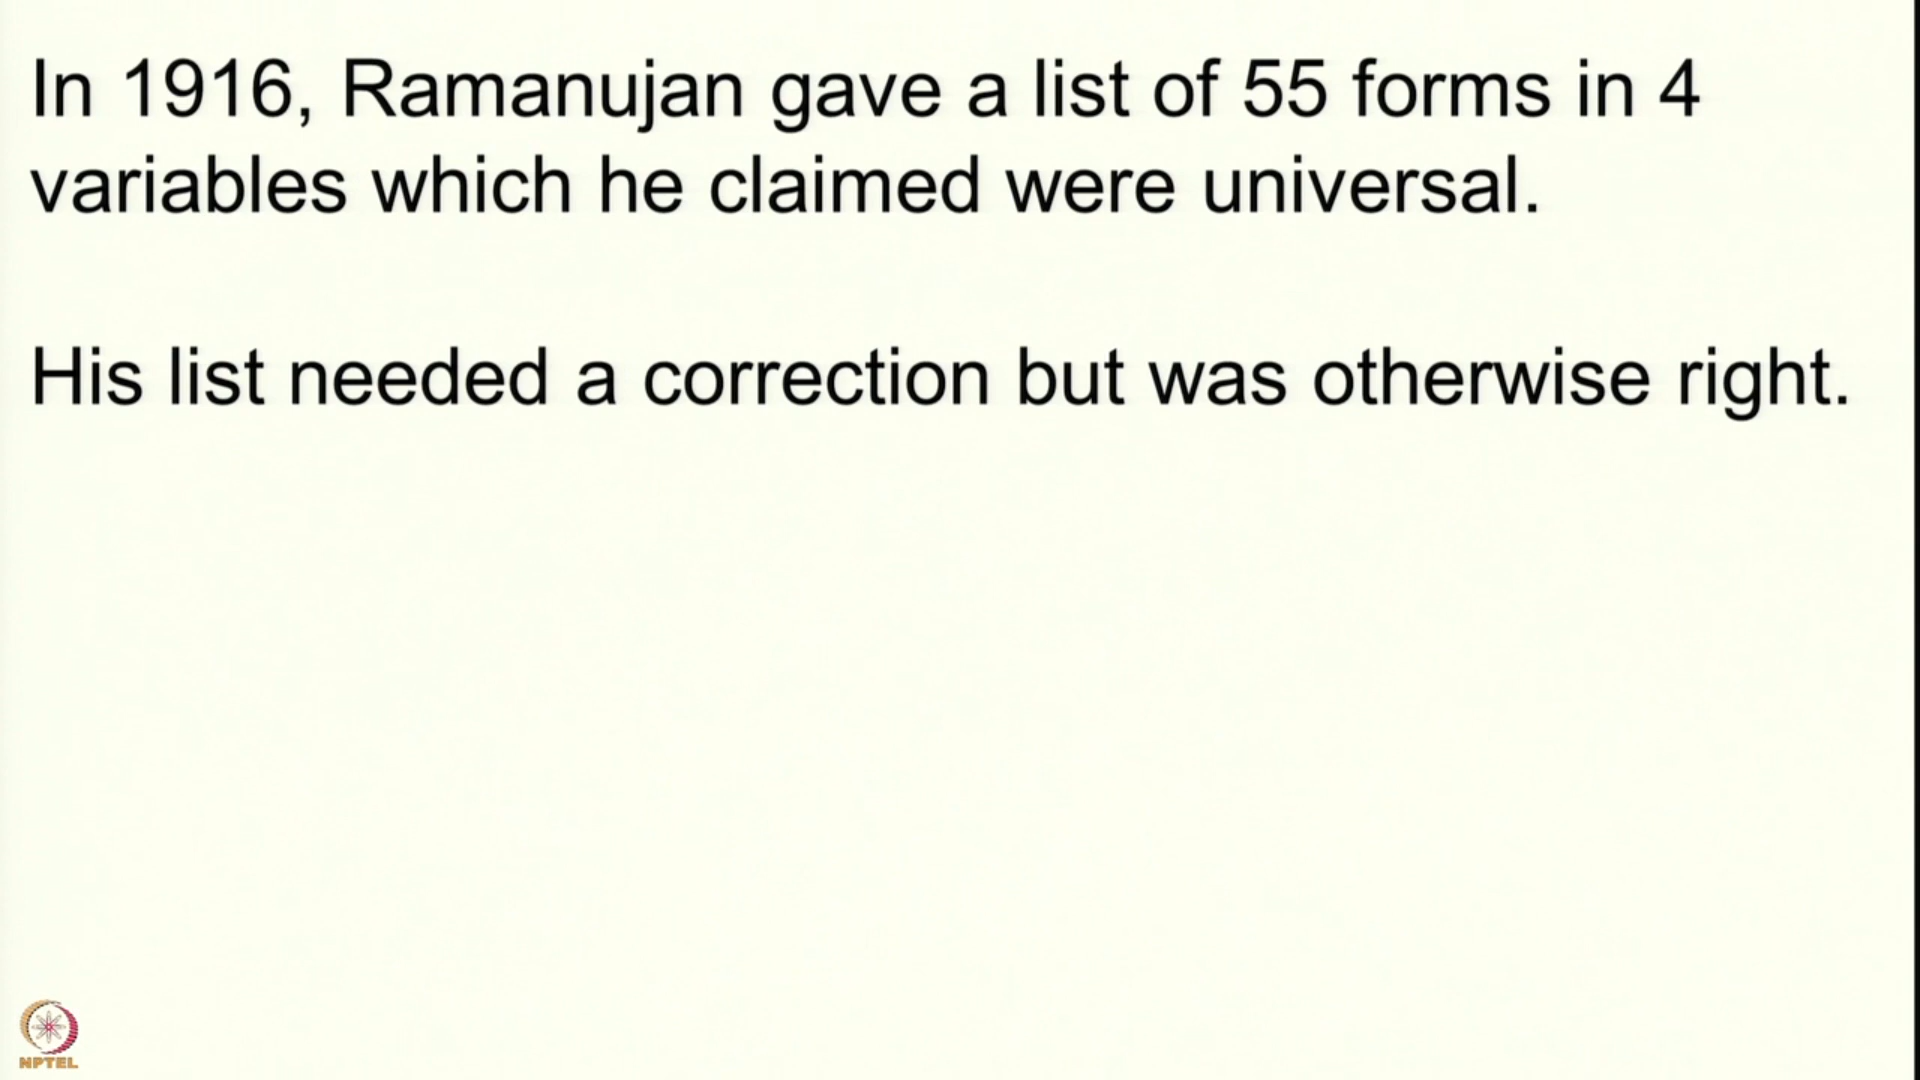 In 1916, Ramanujan gave a list of 55 forms in 4
variables which he claimed were universal.
His list needed a correction but was otherwise right.
NPTEL